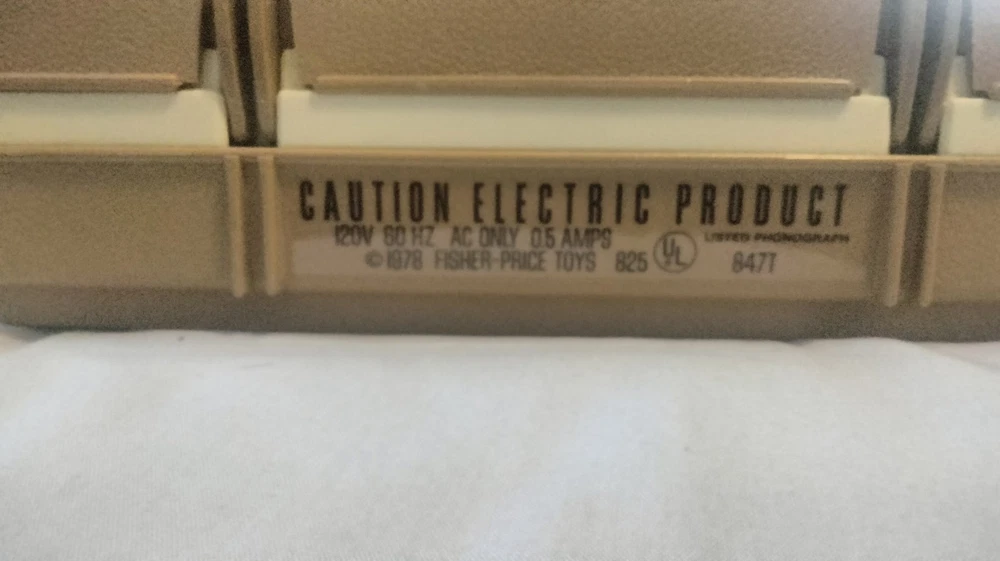 CAUTION ELECTRIC PRODUCT
120V 60 HZ AC ONLY 0.5 AMPS UL LISTED PHONOGRAPH
©1978 FISHER-PRICE TOYS 825 847T